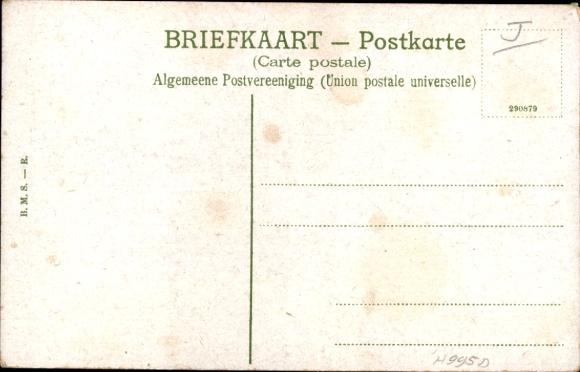 BRIEFKAART — Postkarte
(Carte postale)
Algemeene Postvereeniging (Union postale universelle)
J
290879
B. M. S. — R.
H995D